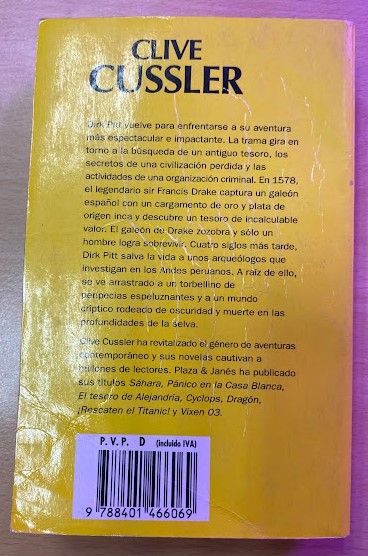 CLIVE
CUSSLER
Dirk Pitt vuelve para enfrentarse a su aventura
más espectacular e impactante. La trama gira en
torno a la búsqueda de un antiguo tesoro, los
secretos de una civilización perdida y las
actividades de una organización criminal. En 1578,
el legendario sir Francis Drake captura un galeón
español con un cargamento de oro y plata de
origen inca y descubre un tesoro de incalculable
valor. El galeón de Drake zozobra y sólo un
hombre logra sobrevivir. Cuatro siglos más tarde,
Dirk Pitt salva la vida a unos arqueólogos que
investigan en los Andes peruanos. A raíz de ello,
se ve arrastrado a un torbellino de
peripecias espeluznantes y a un mundo
críptico rodeado de oscuridad y muerte en las
profundidades de la selva.
Clive Cussler ha revitalizado el género de aventuras
contemporáneo y sus novelas cautivan a
millones de lectores. Plaza & Janés ha publicado
sus títulos Sáhara, Pánico en la Casa Blanca,
El tesoro de Alejandría, Cyclops, Dragón,
¡Rescaten el Titanic! y Vixen 03.
P.V.P. D (incluido IVA)
9 788401 466069